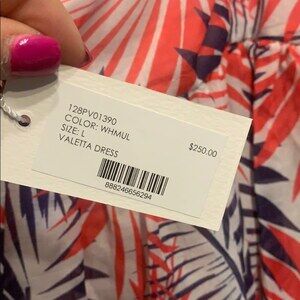 128PV01390
COLOR: WHMUL
SIZE: L
$250.00
VALETTA DRESS
888246656294